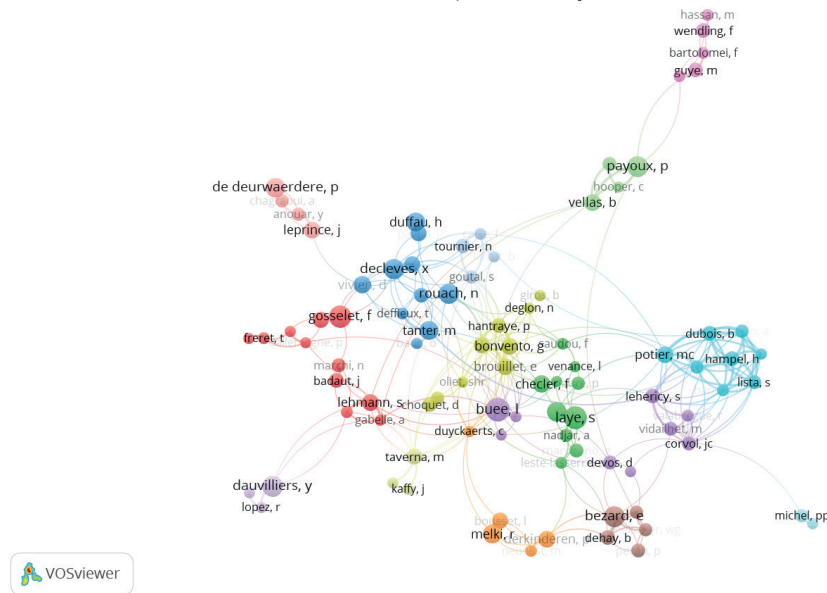 hassan, m
wendling, f
bartolomei, f
guye, m
payoux, p
hooper, c
vellas, b
de deurwaerdere, p
anouar, y
leprince, j
duffau, h
tournier, n
decleves, x
goutal, s
rouach, n
deffieux, t
gosselet, f
tanter, m
freret, t
deglon, n
hantraye, p
bonvento, g
gaudou, f
brouillet, e
venance, l
checler, f
marchi, n
badaut, j
oliet, shr
choquet, d
lehmann, s
gabelle, a
buee, l
duyckaerts, c
laye, s
nadjar, a
dubois, b
potier, mc
hampel, h
lista, s
lehericy, s
vidailhet, m
corvol, jc
devos, d
taverna, m
kaffy, j
dauvilliers, y
lopez, r
melki, r
derkinderen, p
bezard, e
dehay, b
michel, pp
VOSviewer